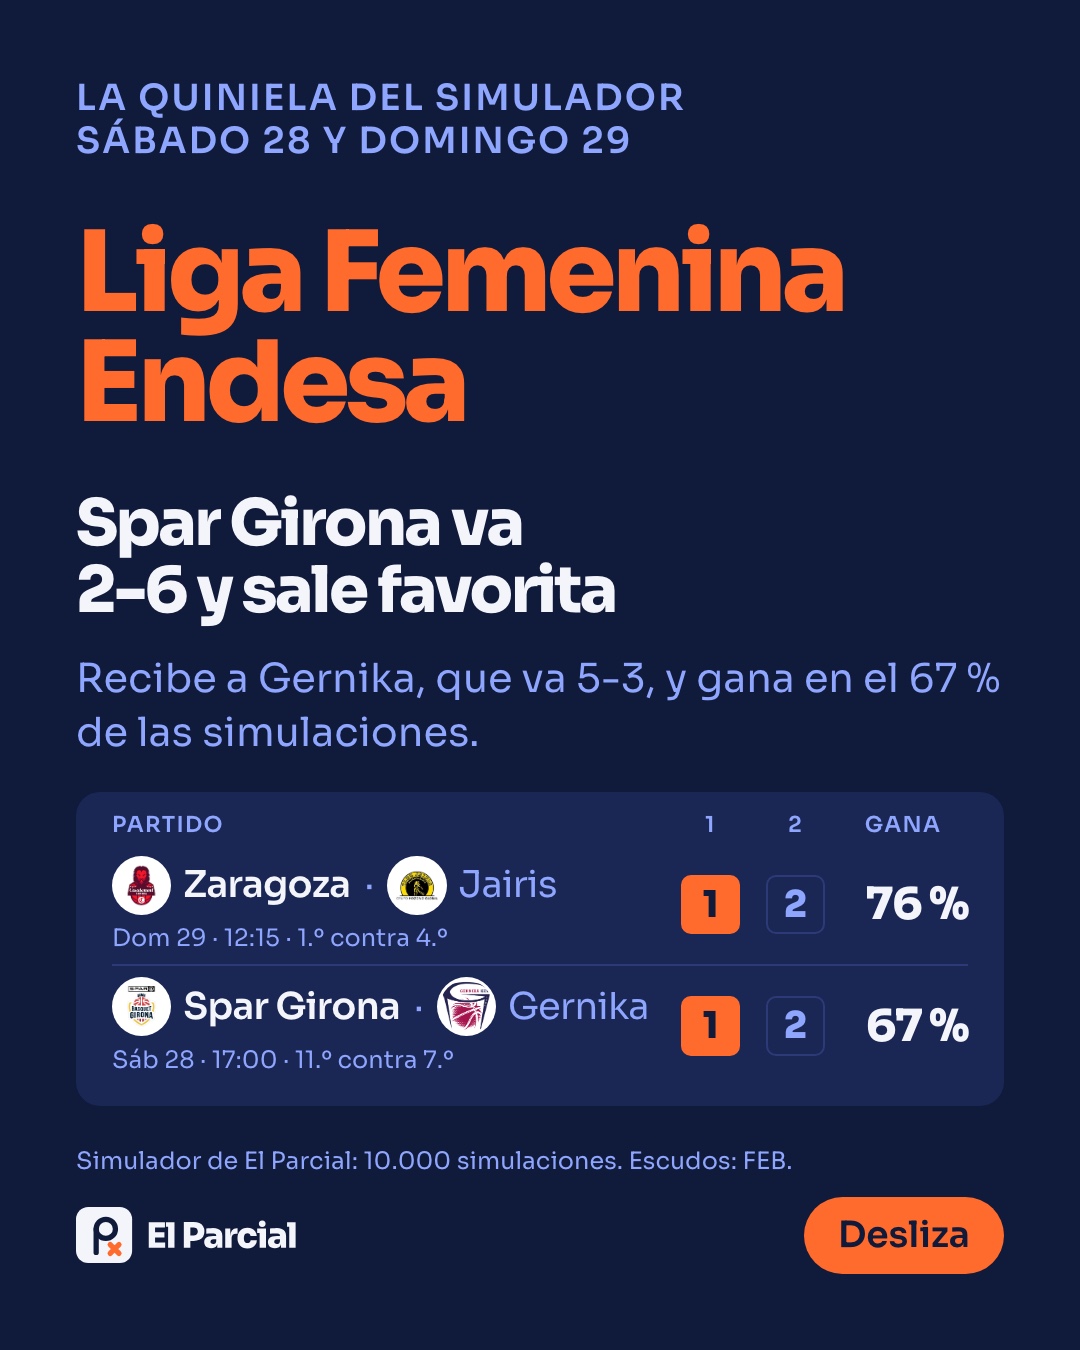 LA QUINIELA DEL SIMULADOR
SÁBADO 28 Y DOMINGO 29
Liga Femenina
Endesa
Spar Girona va
2-6 y sale favorita
Recibe a Gernika, que va 5-3, y gana en el 67 %
de las simulaciones.
PARTIDO 1 2 GANA
Zaragoza · Jairis 1 2 76 %
Dom 29 · 12:15 · 1.º contra 4.º
Spar Girona · Gernika 1 2 67 %
Sáb 28 · 17:00 · 11.º contra 7.º
Simulador de El Parcial: 10.000 simulaciones. Escudos: FEB.
El Parcial
Desliza